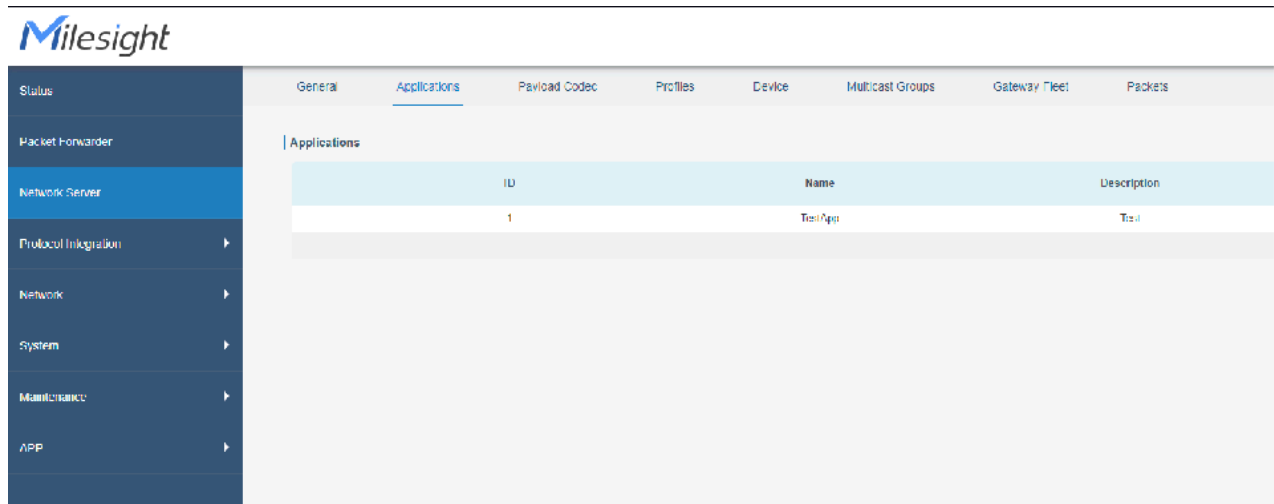 Milesight
Status
General Applications Payload Codec Profiles Device Multicast Groups Gateway Fleet Packets
Packet Forwarder
Applications
Network Server
ID Name Description
1 TestApp Test
Protocol Integration
Network
System
Maintenance
APP